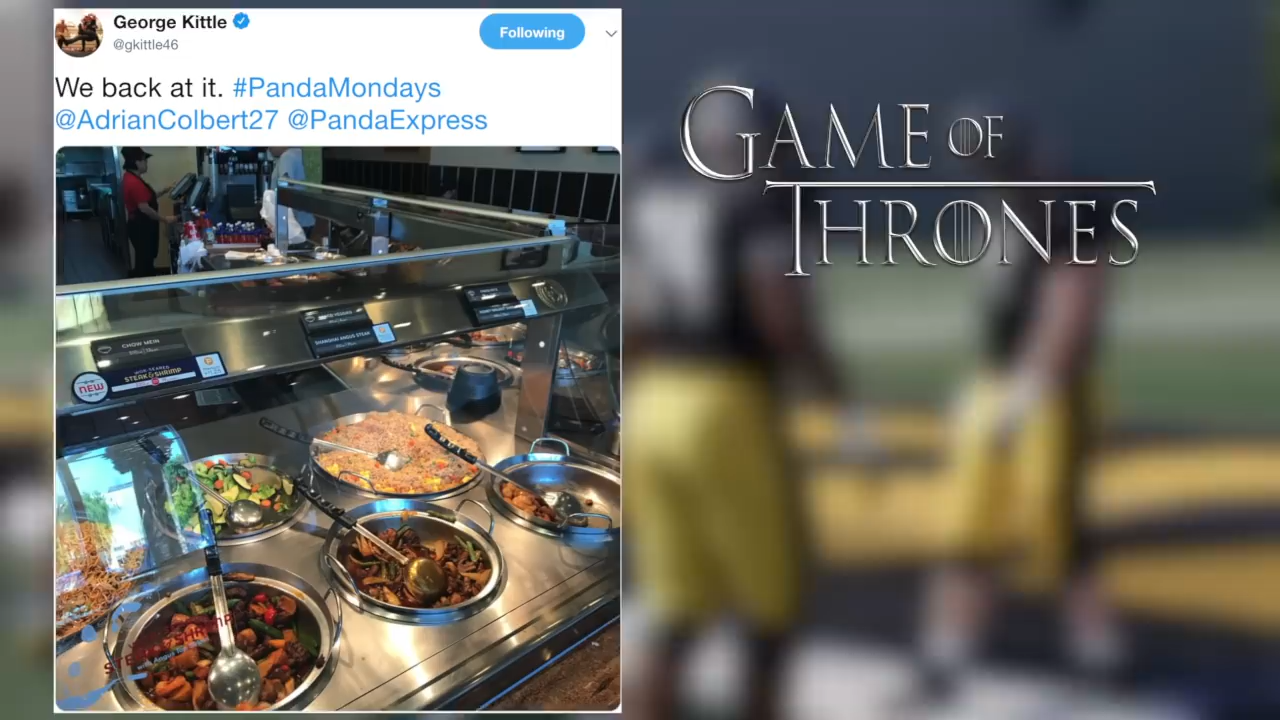 George Kittle
@gkittle46
Following
We back at it. #PandaMondays
@AdrianColbert27 @PandaExpress
GAME OF
THRONES
CHOW MEIN
NEW
STEAK & SHRIMP
SHANGHAI ANGUS STEAK